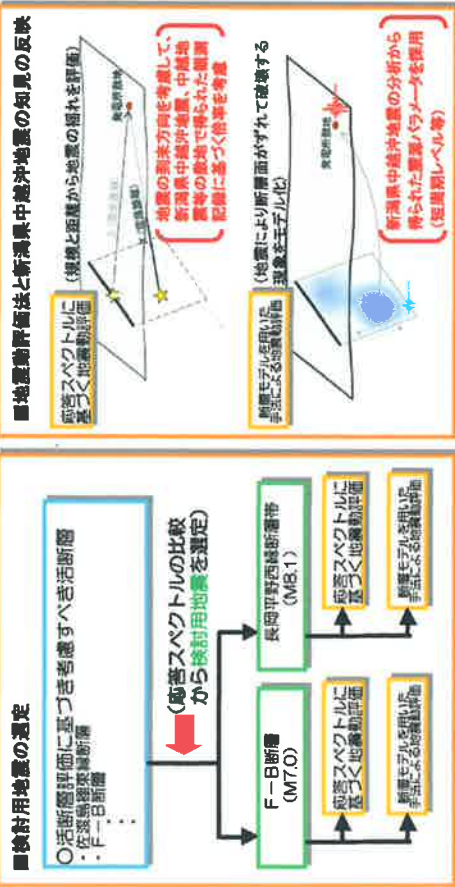 ■検討用地震の選定
○活断層評価に基づき考慮すべき活断層
・佐渡島棚東縁断層
・F－B断層
：
：
(応答スペクトルの比較
から検討用地震を選定)
F－B断層
(M7.0)
応答スペクトルに
基づく地震動評価
断層モデルを用いた
手法による地震動評価
長岡平野西縁断層帯
(M8.1)
応答スペクトルに
基づく地震動評価
断層モデルを用いた
手法による地震動評価
■地震動評価法と新潟県中越沖地震の知見の反映
応答スペクトルに
基づく地震動評価
(規模と距離から地震の揺れを評価)
発電所敷地
地震の到来方向を考慮して、
新潟県中越沖地震、中越地
震等の敷地で得られた観測
記録に基づく倍率を考慮
断層モデルを用いた
手法による地震動評価
(地震により断層面がずれて破壊する
現象をモデル化)
発電所敷地
新潟県中越沖地震の分析から
得られた震源パラメータを採用
(短周期レベル等)